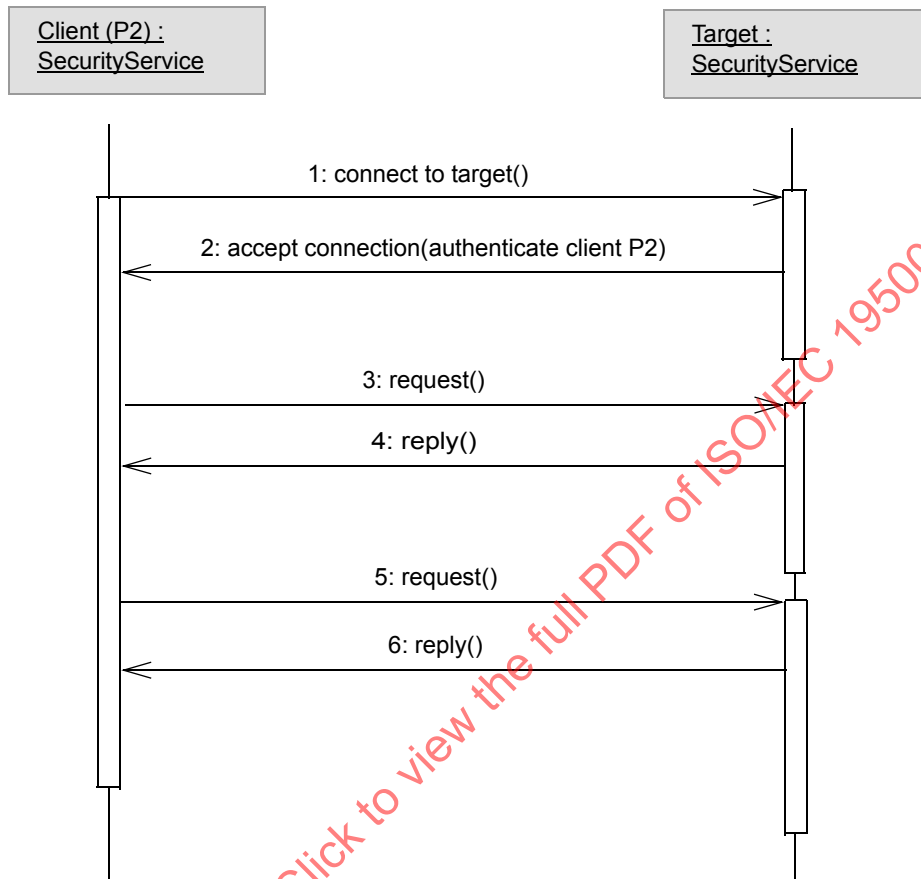 Client (P2) :
SecurityService
Target :
SecurityService
1: connect to target()
2: accept connection(authenticate client P2)
3: request()
4: reply()
5: request()
6: reply()
Click to view the full PDF of ISO/IEC 19500